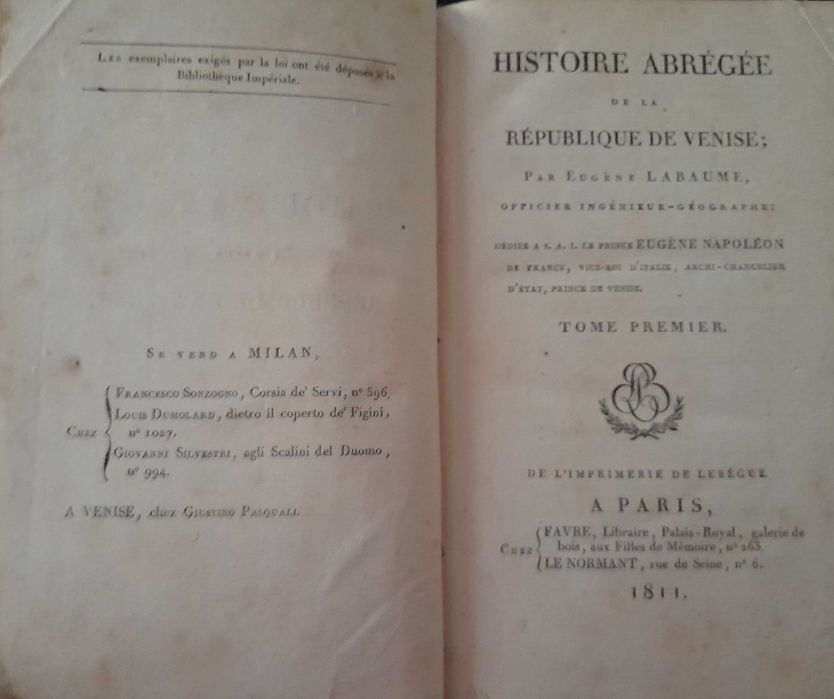 Les exemplaires exigés par la loi ont été déposés à la
Bibliothèque Impériale.
Se vend a MILAN,
Francesco Sonzogno, Corsia de' Servi, nº 596.
Louis Dumolard, dietro il coperto de' Figini,
Chez
nº 1027.
Giovanni Silvestri, agli Scalini del Duomo,
nº 994.
A VENISE, chez Giustino Pasquali.
HISTOIRE ABRÉGÉE
DE LA
RÉPUBLIQUE DE VENISE;
Par Eugène LABAUME,
OFFICIER INGÉNIEUR-GÉOGRAPHE:
DÉDIÉE A S. A. I. LE PRINCE EUGÈNE NAPOLÉON
DE FRANCE, VICE-ROI D'ITALIE, ARCHI-CHANCELIER
D'ÉTAT, PRINCE DE VENISE.
TOME PREMIER.
DE L'IMPRIMERIE DE LEBÉGUE
A PARIS,
FAVRE, Libraire, Palais-Royal, galerie de
Chez
bois, aux Filles de Mémoire, nº 263.
LE NORMANT, rue de Seine, nº 6.
1811.